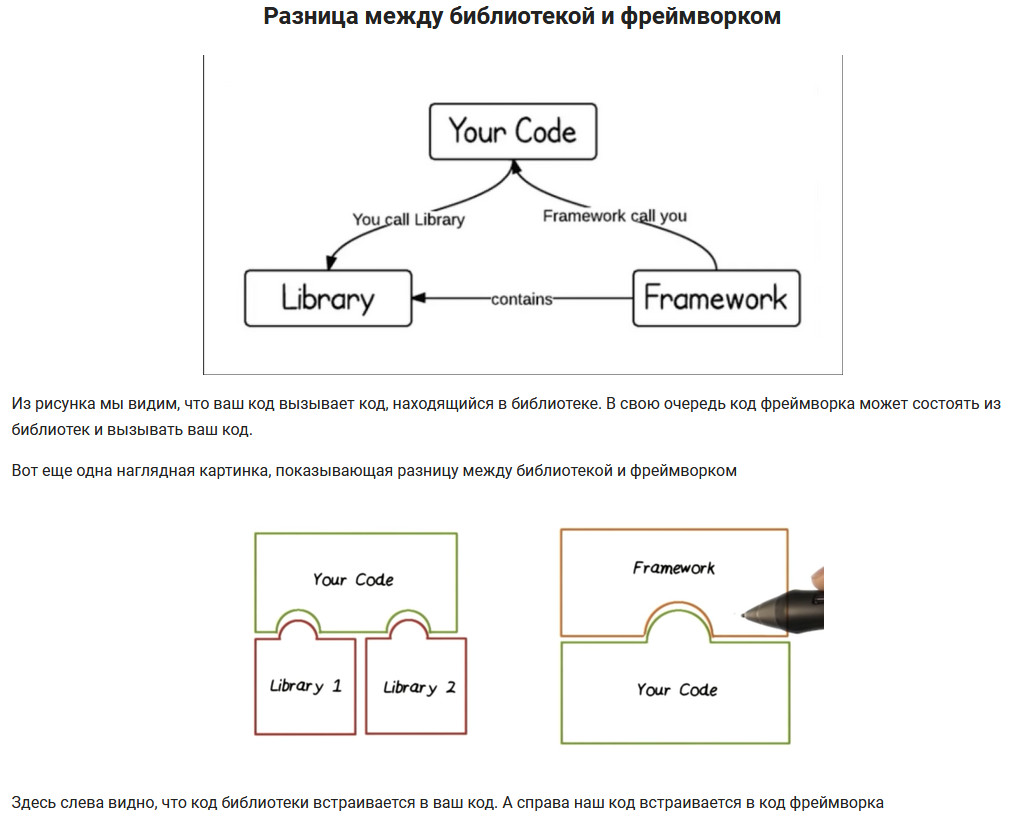 Разница между библиотекой и фреймворком
Your Code
You call Library
Framework call you
Library
contains
Framework
Из рисунка мы видим, что ваш код вызывает код, находящийся в библиотеке. В свою очередь код фреймворка может состоять из
библиотек и вызывать ваш код.
Вот еще одна наглядная картинка, показывающая разницу между библиотекой и фреймворком
Your Code
Library 1
Library 2
Framework
Your Code
Здесь слева видно, что код библиотеки встраивается в ваш код. А справа наш код встраивается в код фреймворка